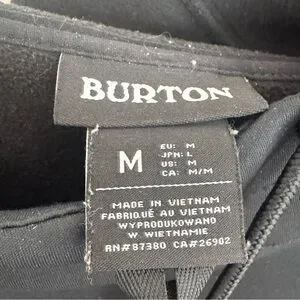 BURTON
M
EU: M
JPN: L
US: M
CA: M/M
MADE IN VIETNAM
FABRIQUÉ AU VIETNAM
WYPRODUKOWANO
W WIETNAMIE
RN#87380 CA#26902